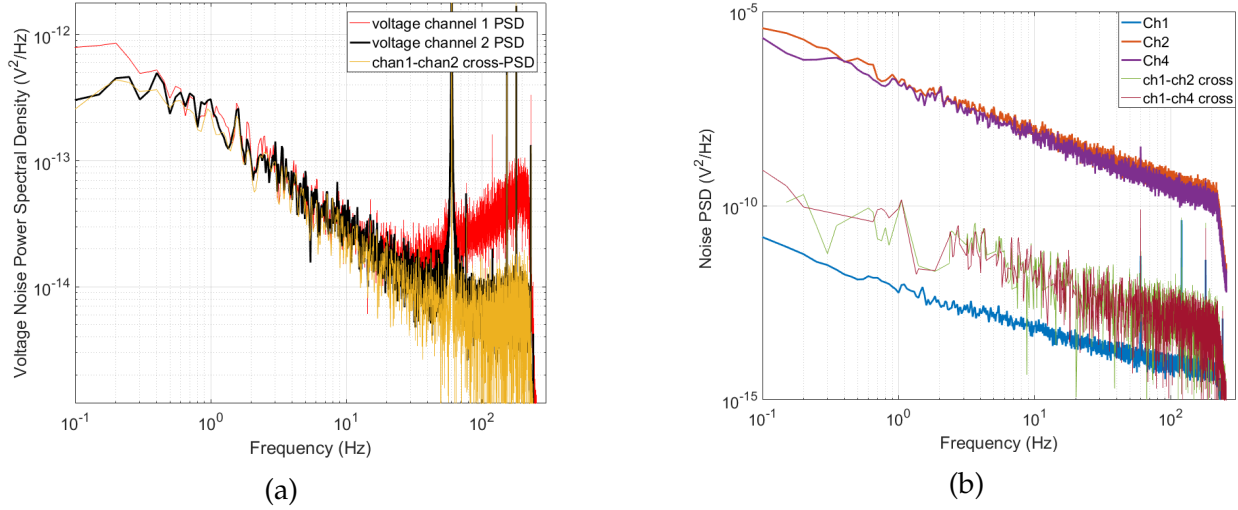 voltage channel 1 PSD
voltage channel 2 PSD
chan1-chan2 cross-PSD
10^-12
10^-13
10^-14
Voltage Noise Power Spectral Density (V^2/Hz)
10^-1
10^0
10^1
10^2
Frequency (Hz)
(a)
Ch1
Ch2
Ch4
ch1-ch2 cross
ch1-ch4 cross
10^-5
10^-10
10^-15
Noise PSD (V^2/Hz)
10^-1
10^0
10^1
10^2
Frequency (Hz)
(b)